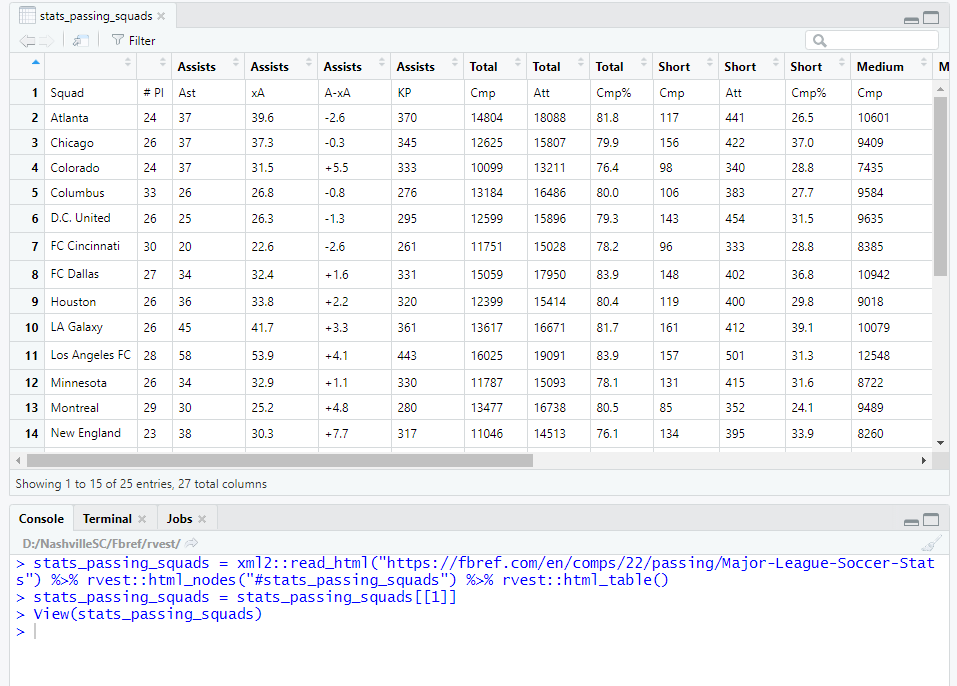 stats_passing_squads
Filter
Assists Assists Assists Assists Total Total Total Short Short Short Medium M
1 Squad # Pl Ast xA A-xA KP Cmp Att Cmp% Cmp Att Cmp% Cmp
2 Atlanta 24 37 39.6 -2.6 370 14804 18088 81.8 117 441 26.5 10601
3 Chicago 26 37 37.3 -0.3 345 12625 15807 79.9 156 422 37.0 9409
4 Colorado 24 37 31.5 +5.5 333 10099 13211 76.4 98 340 28.8 7435
5 Columbus 33 26 26.8 -0.8 276 13184 16486 80.0 106 383 27.7 9584
6 D.C. United 26 25 26.3 -1.3 295 12599 15896 79.3 143 454 31.5 9635
7 FC Cincinnati 30 20 22.6 -2.6 261 11751 15028 78.2 96 333 28.8 8385
8 FC Dallas 27 34 32.4 +1.6 331 15059 17950 83.9 148 402 36.8 10942
9 Houston 26 36 33.8 +2.2 320 12399 15414 80.4 119 400 29.8 9018
10 LA Galaxy 26 45 41.7 +3.3 361 13617 16671 81.7 161 412 39.1 10079
11 Los Angeles FC 28 58 53.9 +4.1 443 16025 19091 83.9 157 501 31.3 12548
12 Minnesota 26 34 32.9 +1.1 330 11787 15093 78.1 131 415 31.6 8722
13 Montreal 29 30 25.2 +4.8 280 13477 16738 80.5 85 352 24.1 9489
14 New England 23 38 30.3 +7.7 317 11046 14513 76.1 134 395 33.9 8260
Showing 1 to 15 of 25 entries, 27 total columns
Console Terminal Jobs
D:/NashvilleSC/Fbref/rvest/
> stats_passing_squads = xml2::read_html("https://fbref.com/en/comps/22/passing/Major-League-Soccer-Stat
s") %>% rvest::html_nodes("#stats_passing_squads") %>% rvest::html_table()
> stats_passing_squads = stats_passing_squads[[1]]
> View(stats_passing_squads)
>